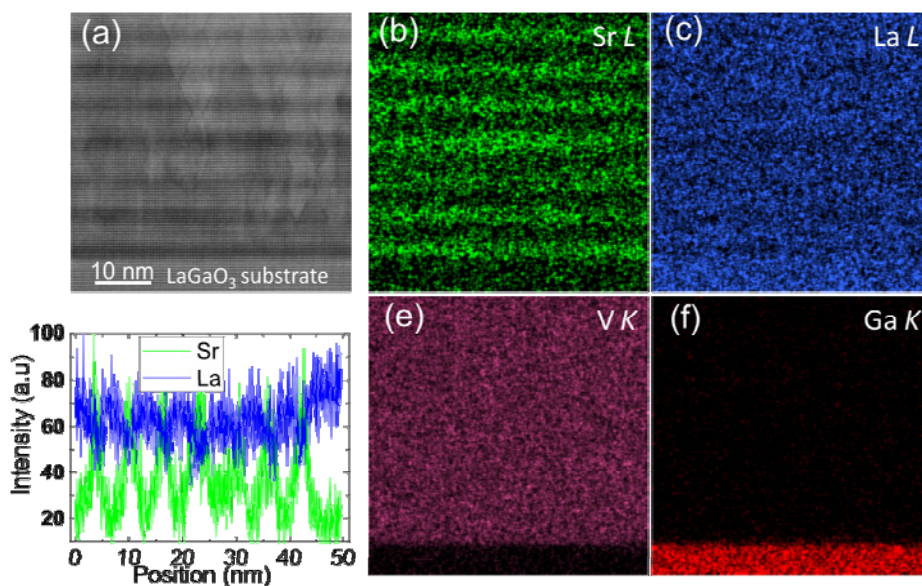 (a)
10 nm
LaGaO₃ substrate
(b)
Sr L
(c)
La L
100
80
60
40
20
Intensity (a.u)
Sr
La
0
10
20
30
40
50
Position (nm)
(e)
V K
(f)
Ga K